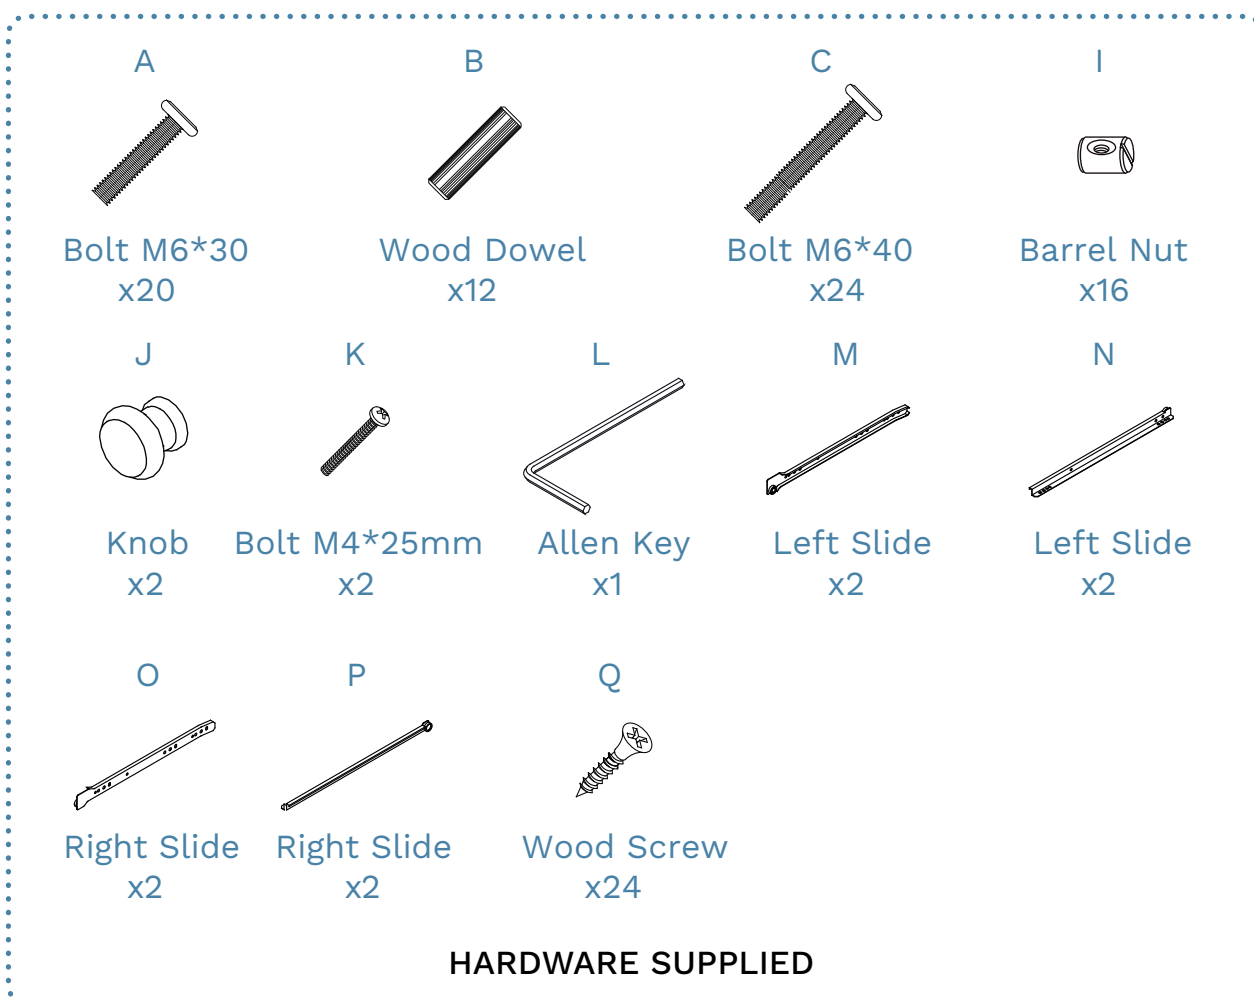 A B C I
Bolt M6*30 Wood Dowel Bolt M6*40 Barrel Nut
x20 x12 x24 x16
J K L M N
Knob Bolt M4*25mm Allen Key Left Slide Left Slide
x2 x2 x1 x2 x2
O P Q
Right Slide Right Slide Wood Screw
x2 x2 x24
HARDWARE SUPPLIED